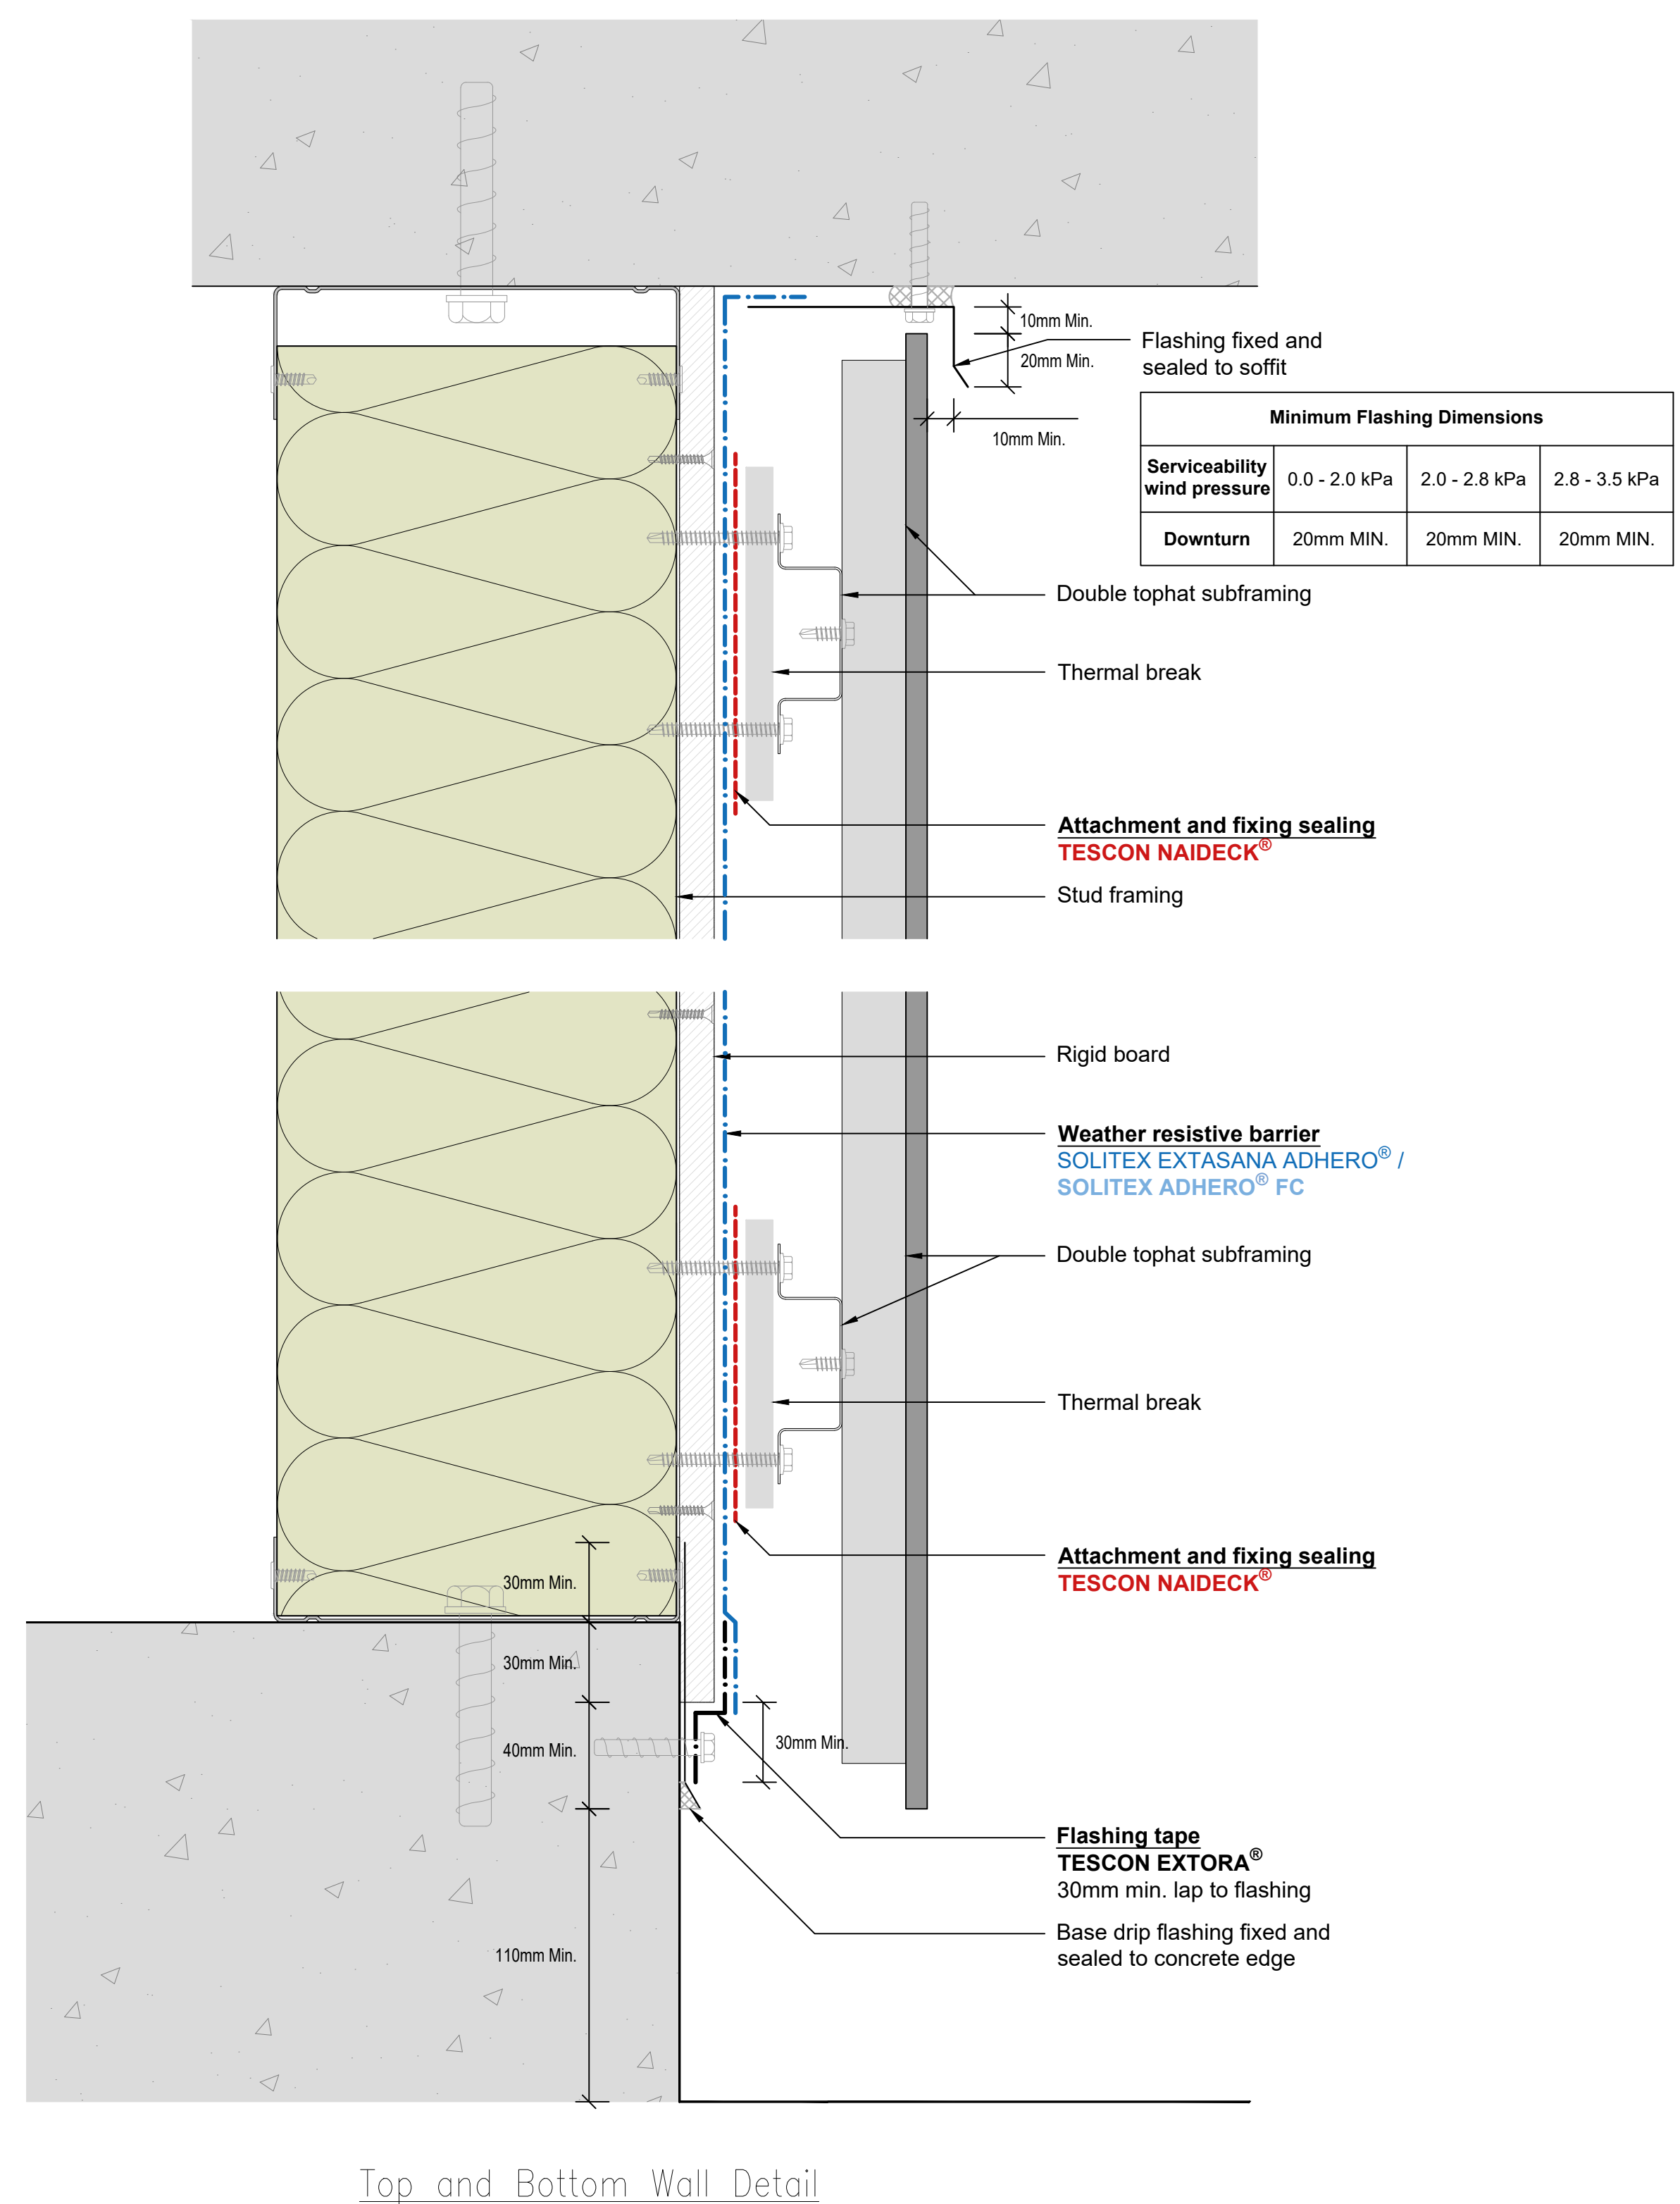 10mm Min.
20mm Min.
10mm Min.
Flashing fixed and
sealed to soffit
Minimum Flashing Dimensions
Serviceability
wind pressure
0.0 - 2.0 kPa
2.0 - 2.8 kPa
2.8 - 3.5 kPa
Downturn
20mm MIN.
20mm MIN.
20mm MIN.
Double tophat subframing
Thermal break
Attachment and fixing sealing
TESCON NAIDECK®
Stud framing
Rigid board
Weather resistive barrier
SOLITEX EXTASANA ADHERO® /
SOLITEX ADHERO® FC
Double tophat subframing
Thermal break
Attachment and fixing sealing
TESCON NAIDECK®
30mm Min.
30mm Min.
40mm Min.
30mm Min.
110mm Min.
Flashing tape
TESCON EXTORA®
30mm min. lap to flashing
Base drip flashing fixed and
sealed to concrete edge
Top and Bottom Wall Detail